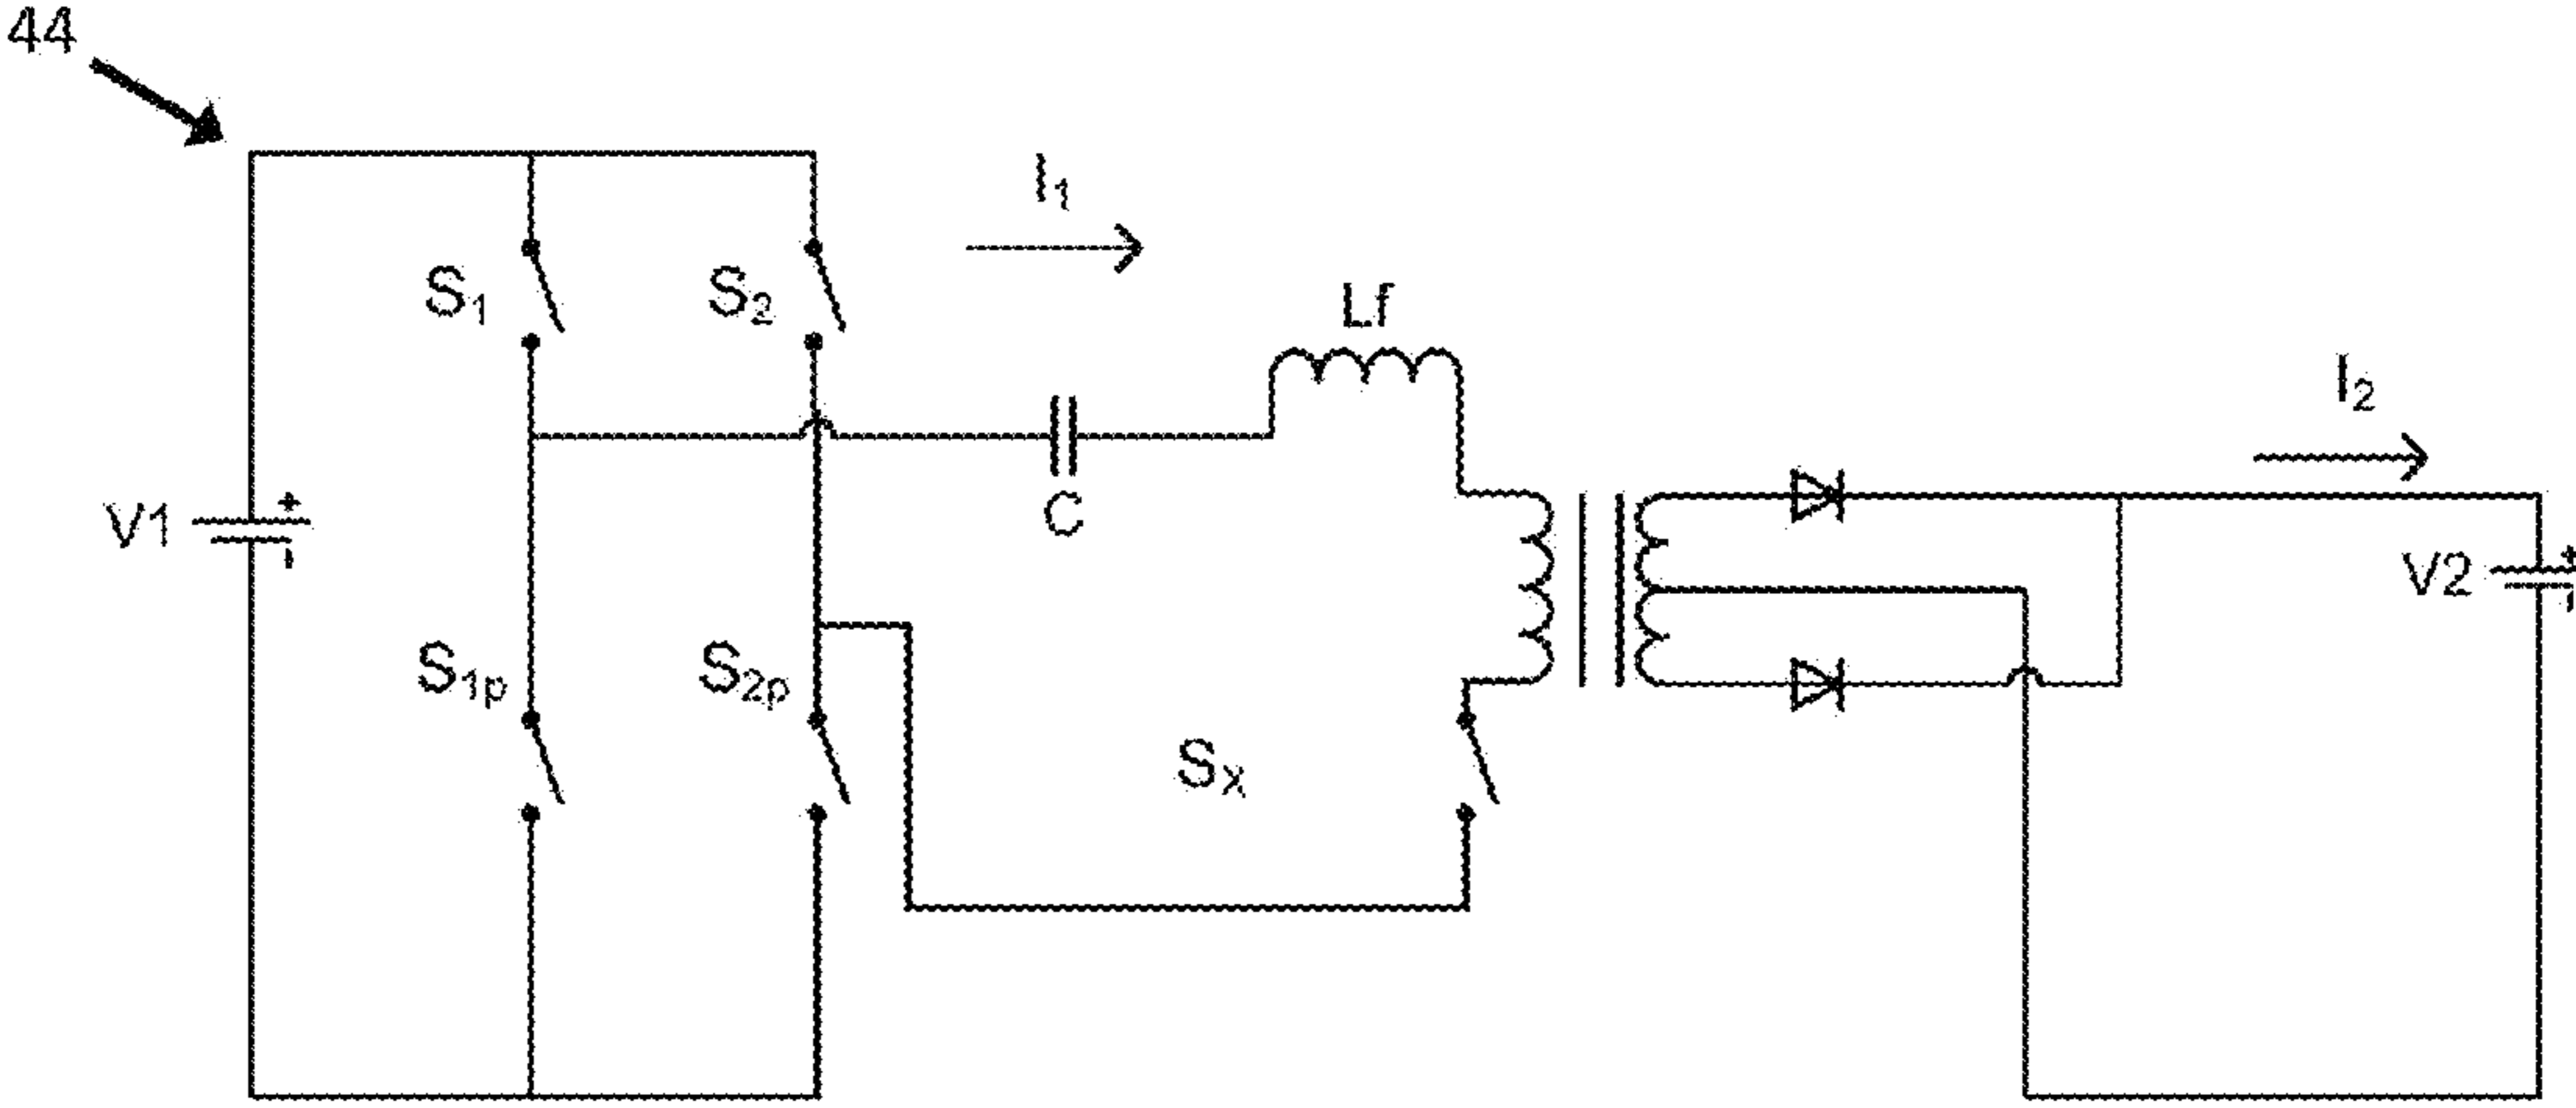 44
I₁
S₁
S₂
Lf
I₂
V1
+
-
C
V2
+
-
S₁ₚ
S₂ₚ
Sₓ